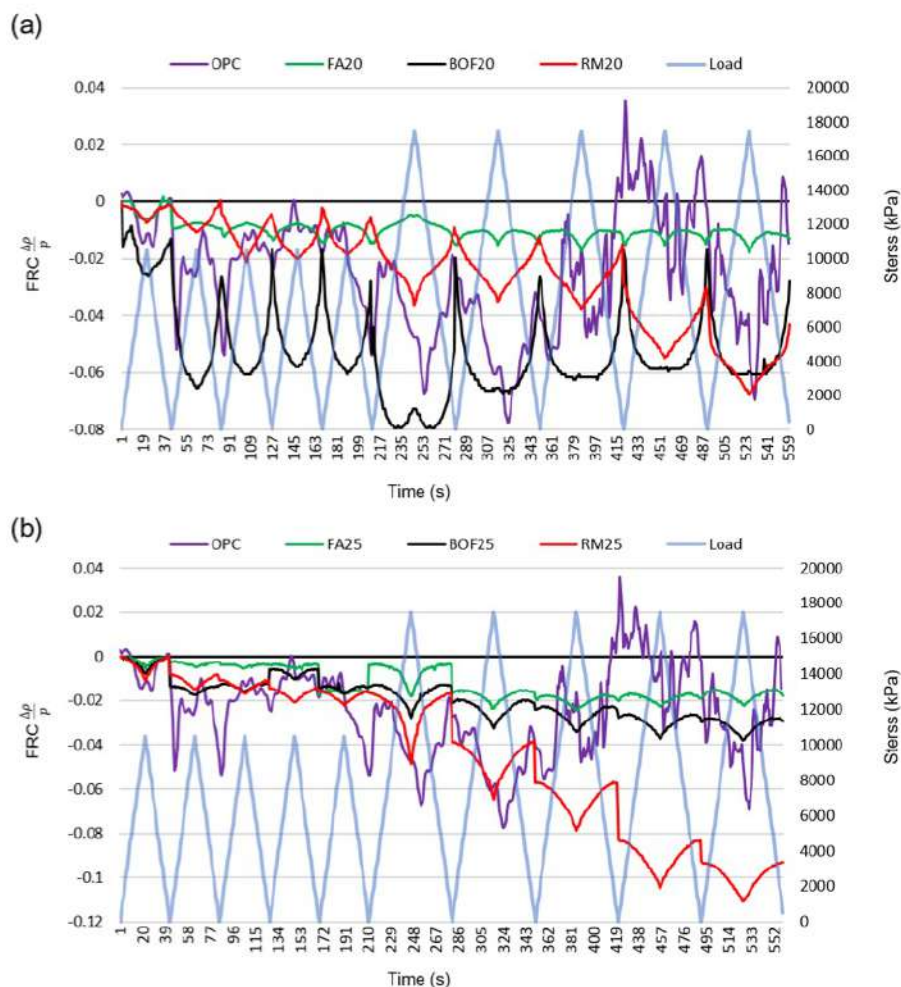 (a)
OPC FA20 BOF20 RM20 Load
0.04 20000
18000
0.02 16000
14000
0 12000
-0.02 10000
8000
-0.04 6000
4000
-0.06 2000
-0.08 0
FRC Δρ/p
Sterss (kPa)
1 19 37 55 73 91 109 127 145 163 181 199 217 235 253 271 289 307 325 343 361 379 397 415 433 451 469 487 505 523 541 559
Time (s)
(b)
OPC FA25 BOF25 RM25 Load
0.04 20000
0.02 18000
16000
0 14000
-0.02 12000
-0.04 10000
-0.06 8000
6000
-0.08 4000
-0.1 2000
-0.12 0
FRC Δρ/p
Sterss (kPa)
1 20 39 58 77 96 115 134 153 172 191 210 229 248 267 286 305 324 343 362 381 400 419 438 457 476 495 514 533 552
Time (s)